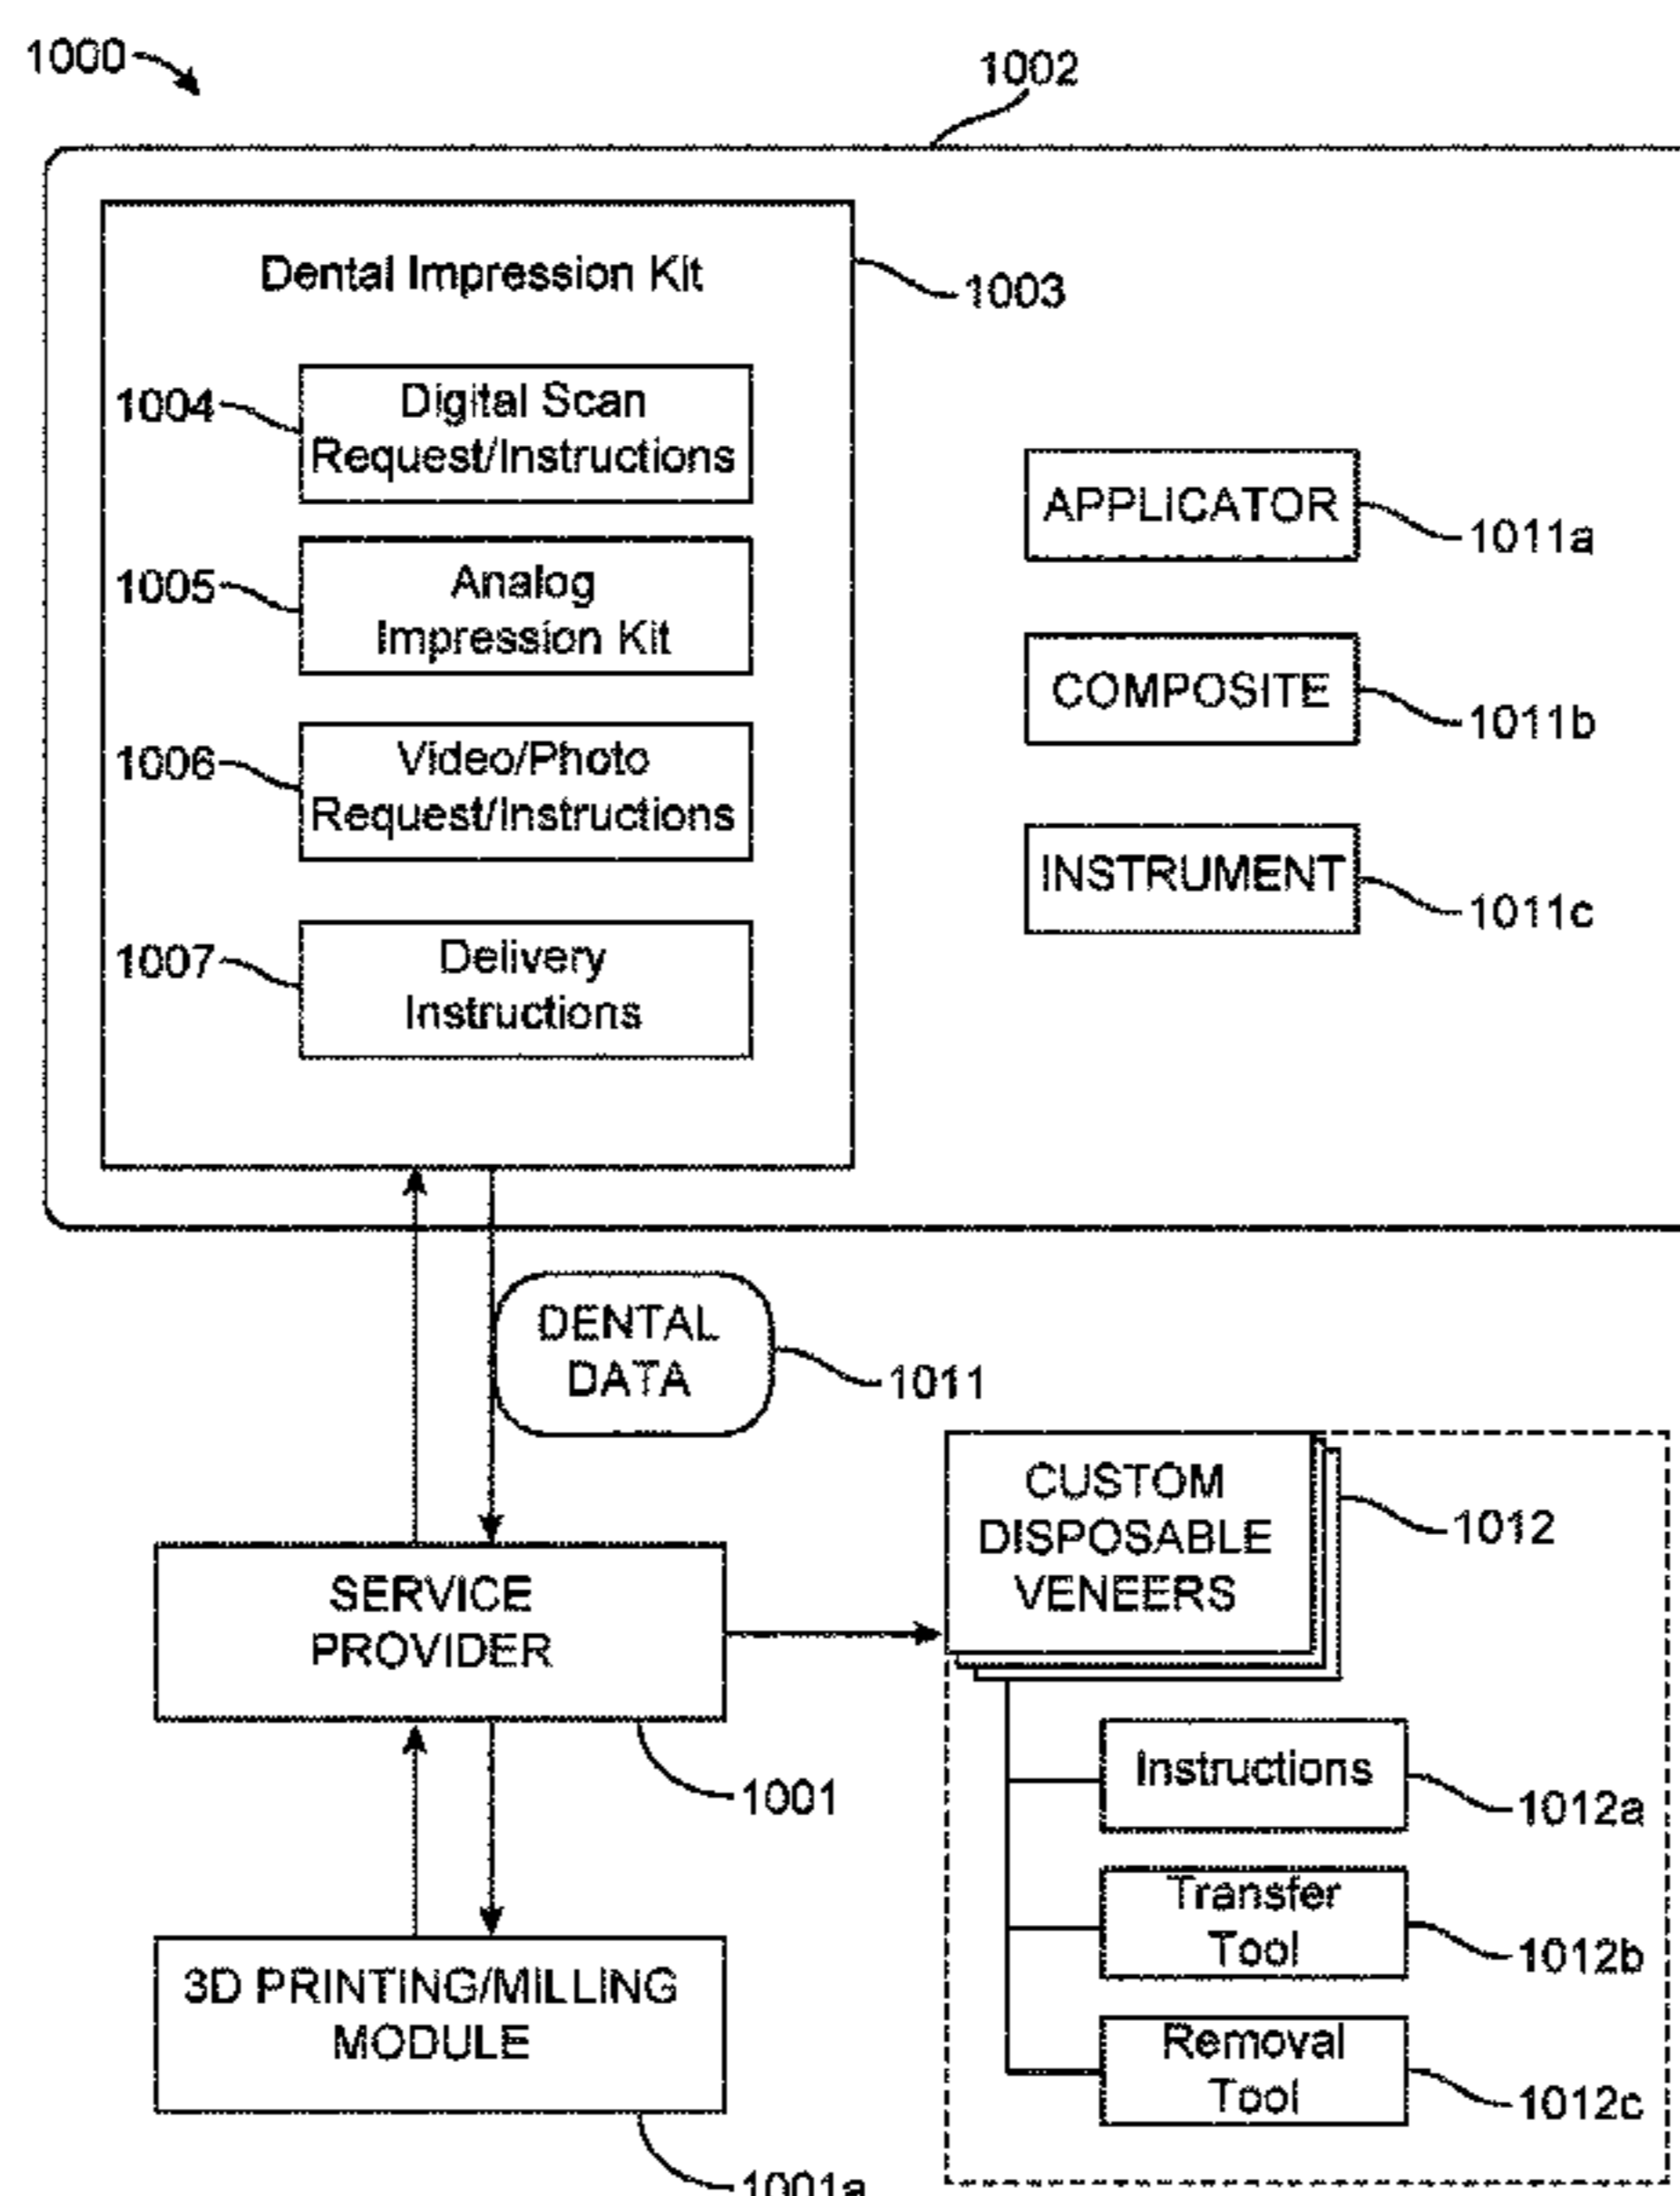 1000
1002
Dental Impression Kit
1003
1004
Digital Scan
Request/Instructions
1005
Analog
Impression Kit
1006
Video/Photo
Request/Instructions
1007
Delivery
Instructions
APPLICATOR
1011a
COMPOSITE
1011b
INSTRUMENT
1011c
DENTAL
DATA
1011
SERVICE
PROVIDER
1001
3D PRINTING/MILLING
MODULE
1001a
CUSTOM
DISPOSABLE
VENEERS
1012
Instructions
1012a
Transfer
Tool
1012b
Removal
Tool
1012c